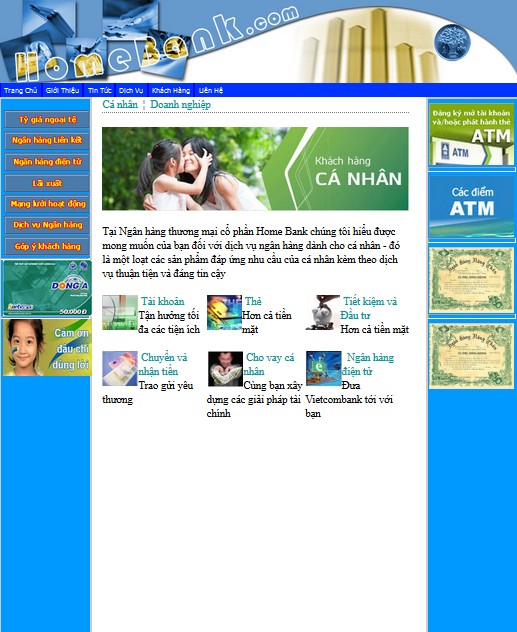 HomeBank.com
Trang Chủ Giới Thiệu Tin Tức Dịch Vụ Khách Hàng Liên Hệ
Tỷ giá ngoại tệ
Ngân hàng Liên kết
Ngân hàng điện tử
Lãi xuất
Mạng lưới hoạt động
Dịch vụ Ngân hàng
Góp ý khách hàng
ĐÔNG Á
50.000 Đ
Cảm ơn
dấu chỉ
đúng lợi
Cá nhân ¦ Doanh nghiệp
Khách hàng
CÁ NHÂN
Tại Ngân hàng thương mại cổ phần Home Bank chúng tôi hiểu được
mong muốn của bạn đối với dịch vụ ngân hàng dành cho cá nhân - đó
là một loạt các sản phẩm đáp ứng nhu cầu của cá nhân kèm theo dịch
vụ thuận tiện và đáng tin cậy
Tài khoản
Tận hưởng tối
đa các tiện ích
Thẻ
Hơn cả tiền
mặt
Tiết kiệm và
Đầu tư
Hơn cả tiền mặt
Chuyển và
nhận tiền
Trao gửi yêu
thương
Cho vay cá
nhân
Cùng bạn xây
dựng các giải pháp tài
chính
Ngân hàng
điện tử
Đưa
Vietcombank tới với
bạn
Đăng ký mở tài khoản
và/hoặc phát hành thẻ
ATM
ATM
Các điểm
ATM